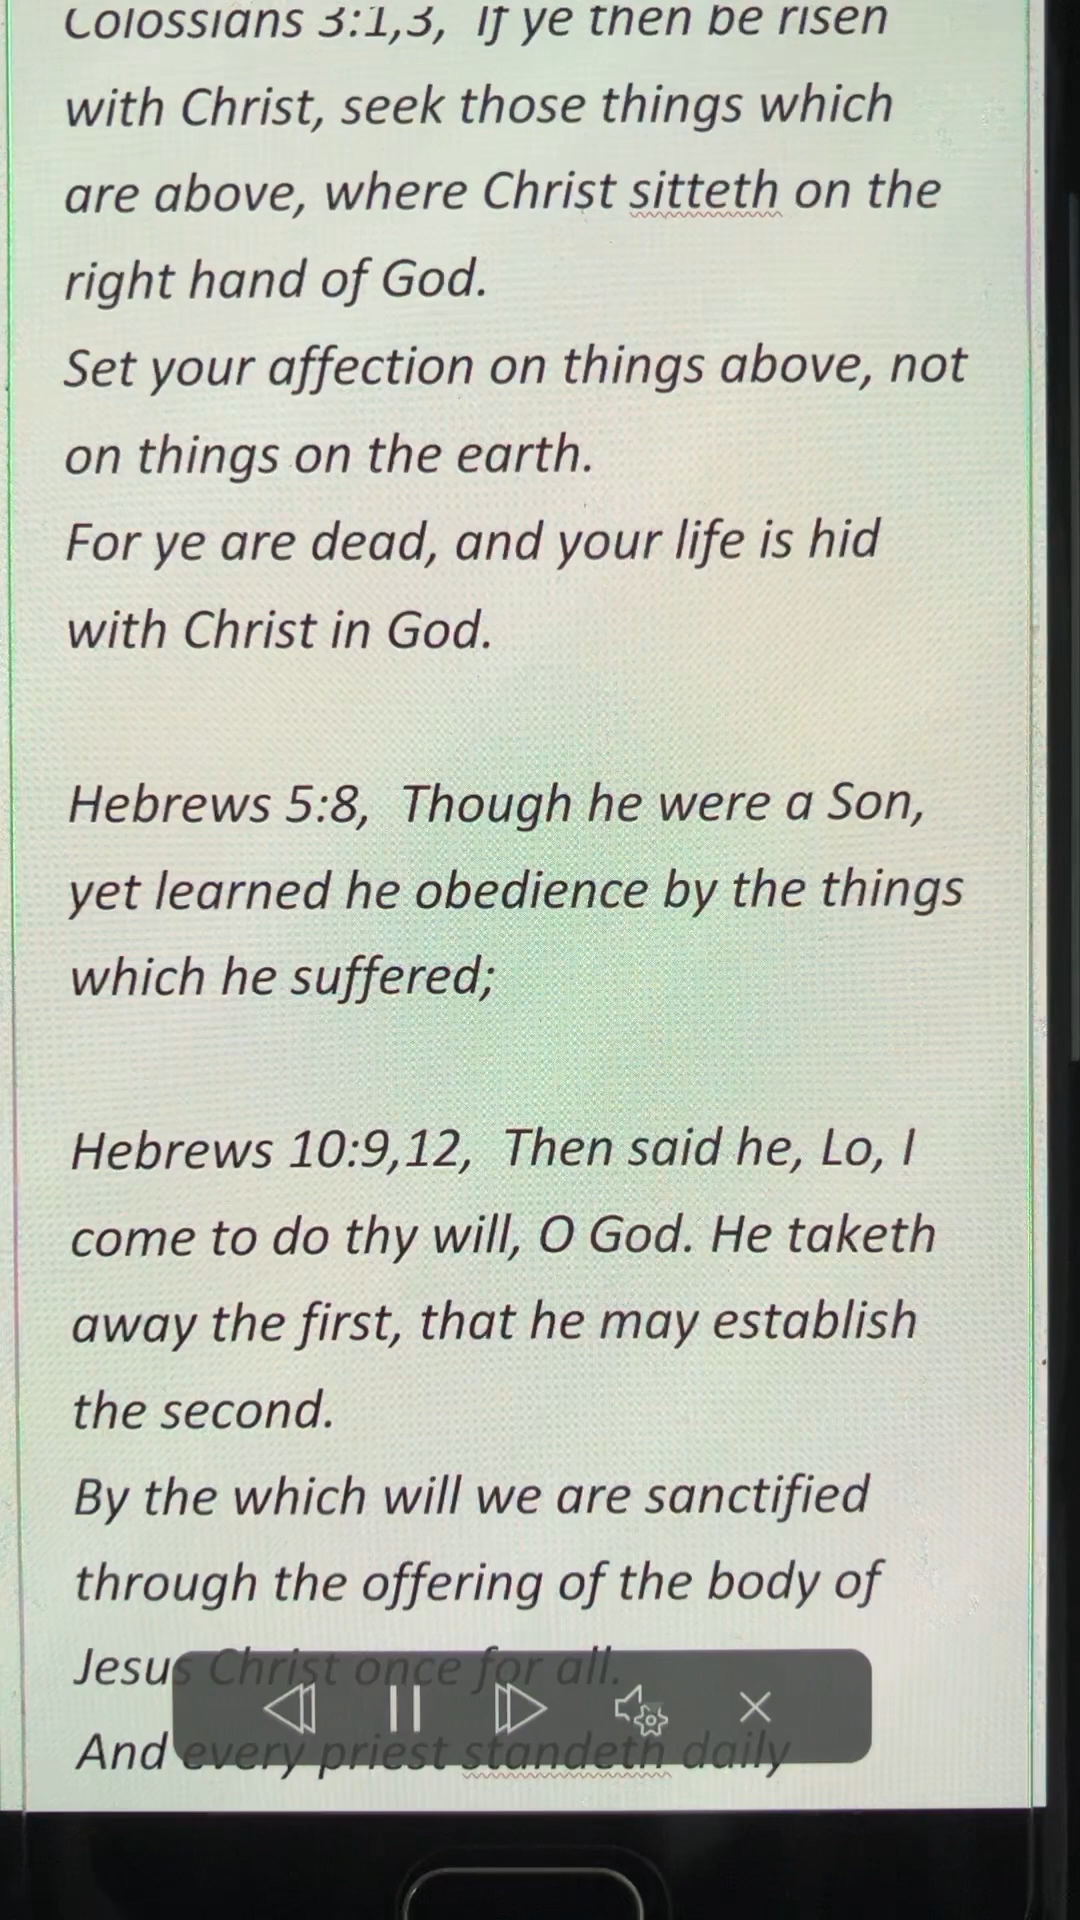 Colossians 3:1,3, If ye then be risen
with Christ, seek those things which
are above, where Christ sitteth on the
right hand of God.
Set your affection on things above, not
on things on the earth.
For ye are dead, and your life is hid
with Christ in God.
Hebrews 5:8, Though he were a Son,
yet learned he obedience by the things
which he suffered;
Hebrews 10:9,12, Then said he, Lo, I
come to do thy will, O God. He taketh
away the first, that he may establish
the second.
By the which will we are sanctified
through the offering of the body of
Jesus Christ once for all.
And every priest standeth daily